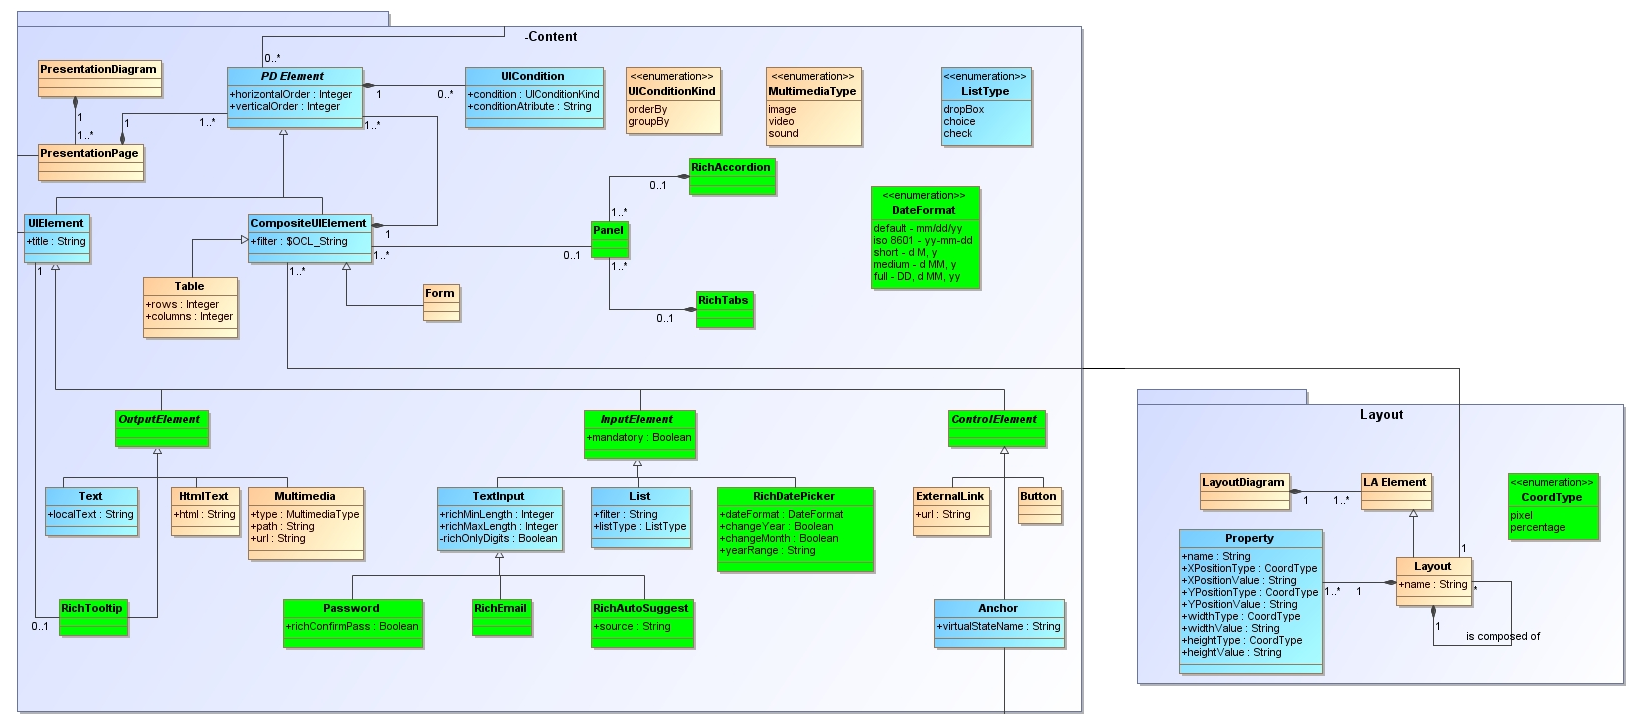 -Content
0..*
PresentationDiagram
1
1..*
PresentationPage
1
1..*
PD Element
+horizontalOrder : Integer
+verticalOrder : Integer
1
0..*
1..*
UICondition
+condition : UIConditionKind
+conditionAtribute : String
<<enumeration>>
UIConditionKind
orderBy
groupBy
<<enumeration>>
MultimediaType
image
video
sound
<<enumeration>>
ListType
dropBox
choice
check
RichAccordion
0..1
1..*
<<enumeration>>
DateFormat
default - mm/dd/yy
iso 8601 - yy-mm-dd
short - d M, y
medium - d MM, y
full - DD, d MM, yy
UIElement
+title : String
1
CompositeUIElement
+filter : $OCL_String
1
1..*
1..*
Panel
0..1
1..*
Table
+rows : Integer
+columns : Integer
Form
RichTabs
0..1
OutputElement
InputElement
+mandatory : Boolean
ControlElement
Text
+localText : String
HtmlText
+html : String
Multimedia
+type : MultimediaType
+path : String
+url : String
TextInput
+richMinLength : Integer
+richMaxLength : Integer
-richOnlyDigits : Boolean
List
+filter : String
+listType : ListType
RichDatePicker
+dateFormat : DateFormat
+changeYear : Boolean
+changeMonth : Boolean
+yearRange : String
ExternalLink
+url : String
Button
RichTooltip
0..1
Password
+richConfirmPass : Boolean
RichEmail
RichAutoSuggest
+source : String
Anchor
+virtualStateName : String
Layout
LayoutDiagram
1
1..*
LA Element
<<enumeration>>
CoordType
pixel
percentage
Property
+name : String
+XPositionType : CoordType
+XPositionValue : String
+YPositionType : CoordType
+YPositionValue : String
+widthType : CoordType
+widthValue : String
+heightType : CoordType
+heightValue : String
1..*
1
1
Layout
+name : String
*
1
is composed of